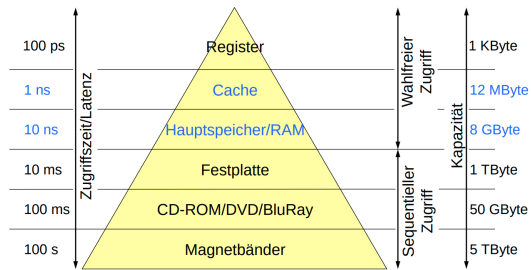 100 ps
Register
1 KByte
1 ns
Cache
12 MByte
10 ns
Hauptspeicher/RAM
8 GByte
10 ms
Festplatte
1 TByte
100 ms
CD-ROM/DVD/BluRay
50 GByte
100 s
Magnetbänder
5 TByte
Zugriffszeit/Latenz
Wahlfreier
Zugriff
Sequentieller
Zugriff
Kapazität